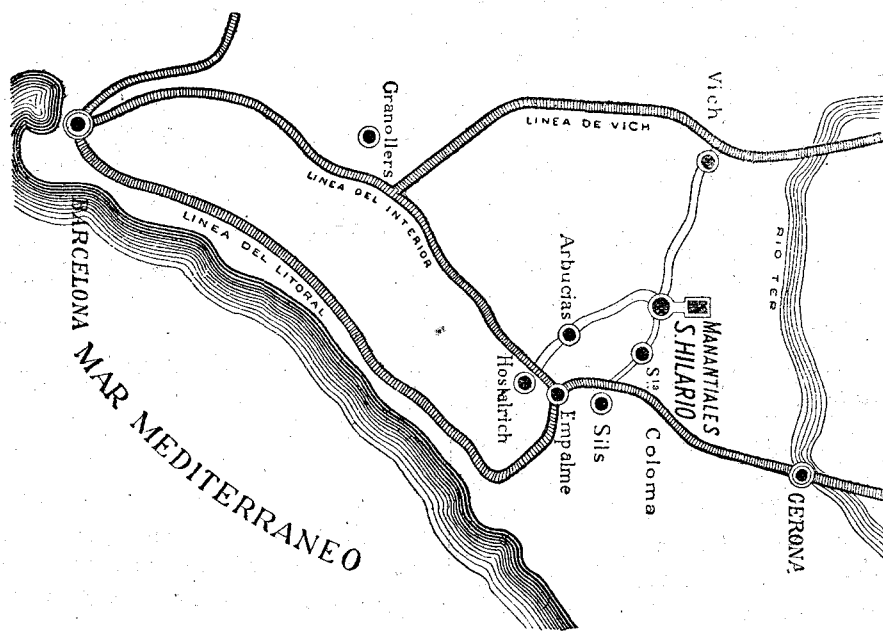 Vich
Granollers
LINEA DE VICH
LINEA DEL INTERIOR
RIO TER
Arbucias
MANANTIALES
S. HILARIO
LINEA DEL LITORAL
BARCELONA
Hostalrich
Empalme
Sils
Sta
Coloma
GERONA
MAR MEDITERRANEO